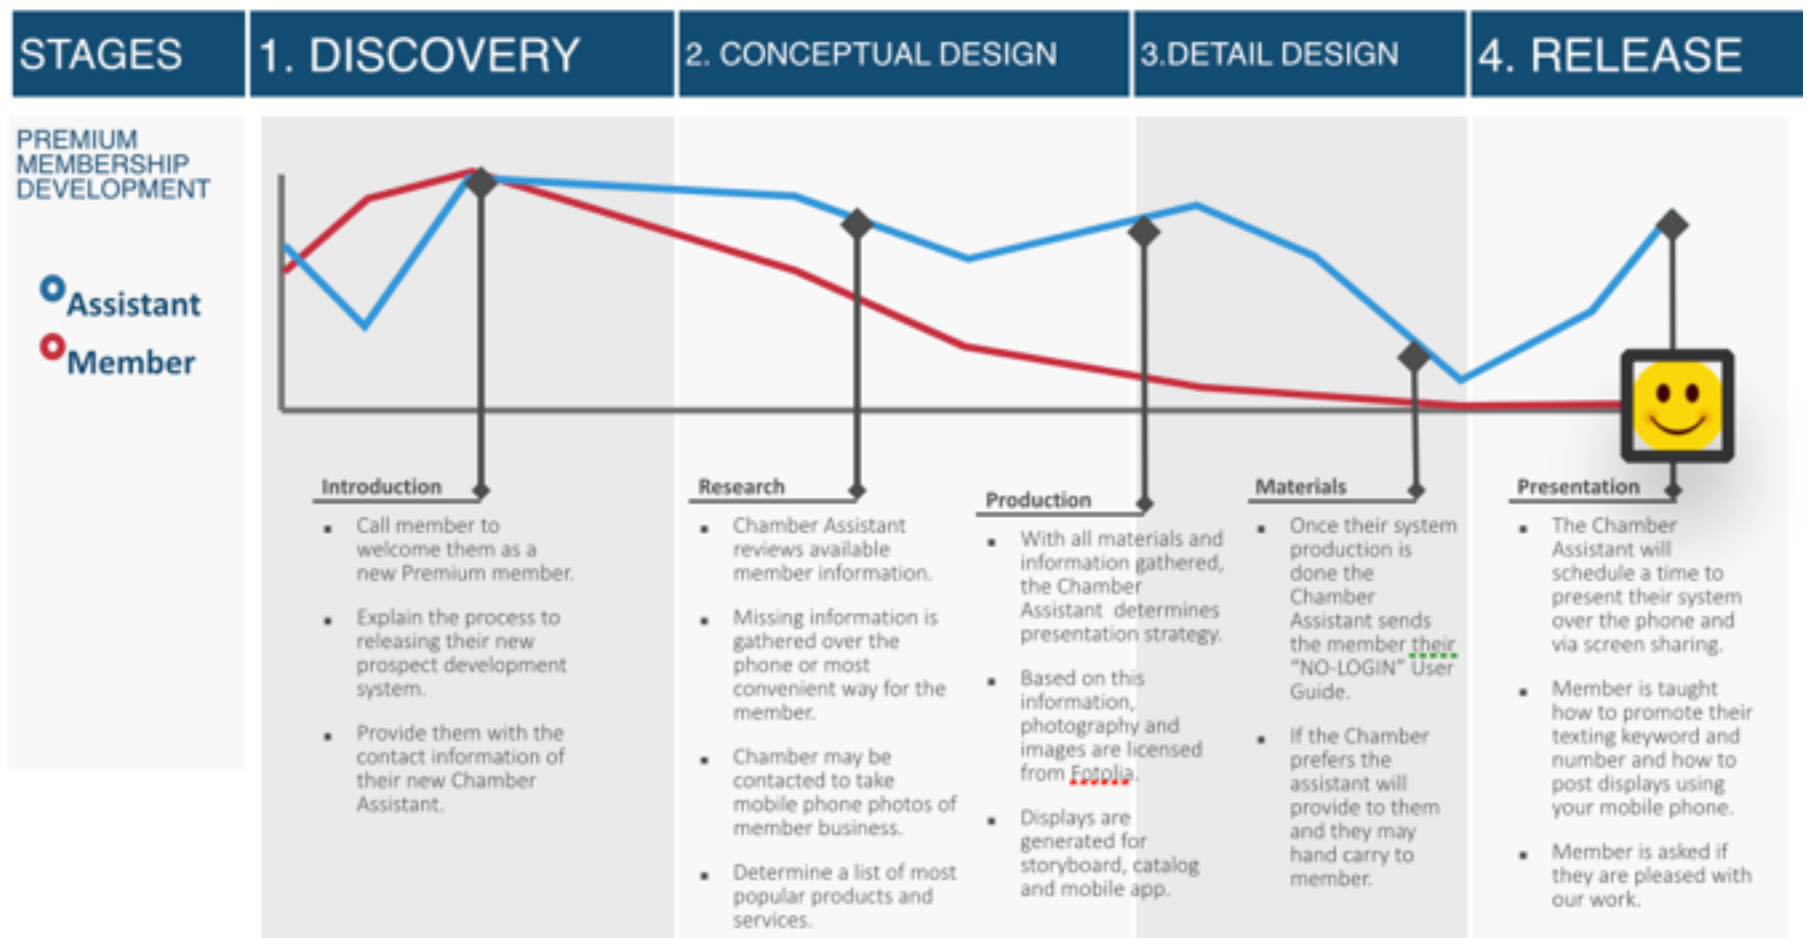 STAGES
1. DISCOVERY
2. CONCEPTUAL DESIGN
3.DETAIL DESIGN
4. RELEASE
PREMIUM
MEMBERSHIP
DEVELOPMENT
Assistant
Member
Introduction
Call member to
welcome them as a
new Premium member.
Explain the process to
releasing their new
prospect development
system.
Provide them with the
contact information of
their new Chamber
Assistant.
Research
Chamber Assistant
reviews available
member information.
Missing information is
gathered over the
phone or most
convenient way for the
member.
Chamber may be
contacted to take
mobile phone photos of
member business.
Determine a list of most
popular products and
services.
Production
With all materials and
information gathered,
the Chamber
Assistant determines
presentation strategy.
Based on this
information,
photography and
images are licensed
from Fotolia.
Displays are
generated for
storyboard, catalog
and mobile app.
Materials
Once their system
production is
done the
Chamber
Assistant sends
the member their
“NO-LOGIN” User
Guide.
If the Chamber
prefers the
assistant will
provide to them
and they may
hand carry to
member.
Presentation
The Chamber
Assistant will
schedule a time to
present their system
over the phone and
via screen sharing.
Member is taught
how to promote their
texting keyword and
number and how to
post displays using
your mobile phone.
Member is asked if
they are pleased with
our work.